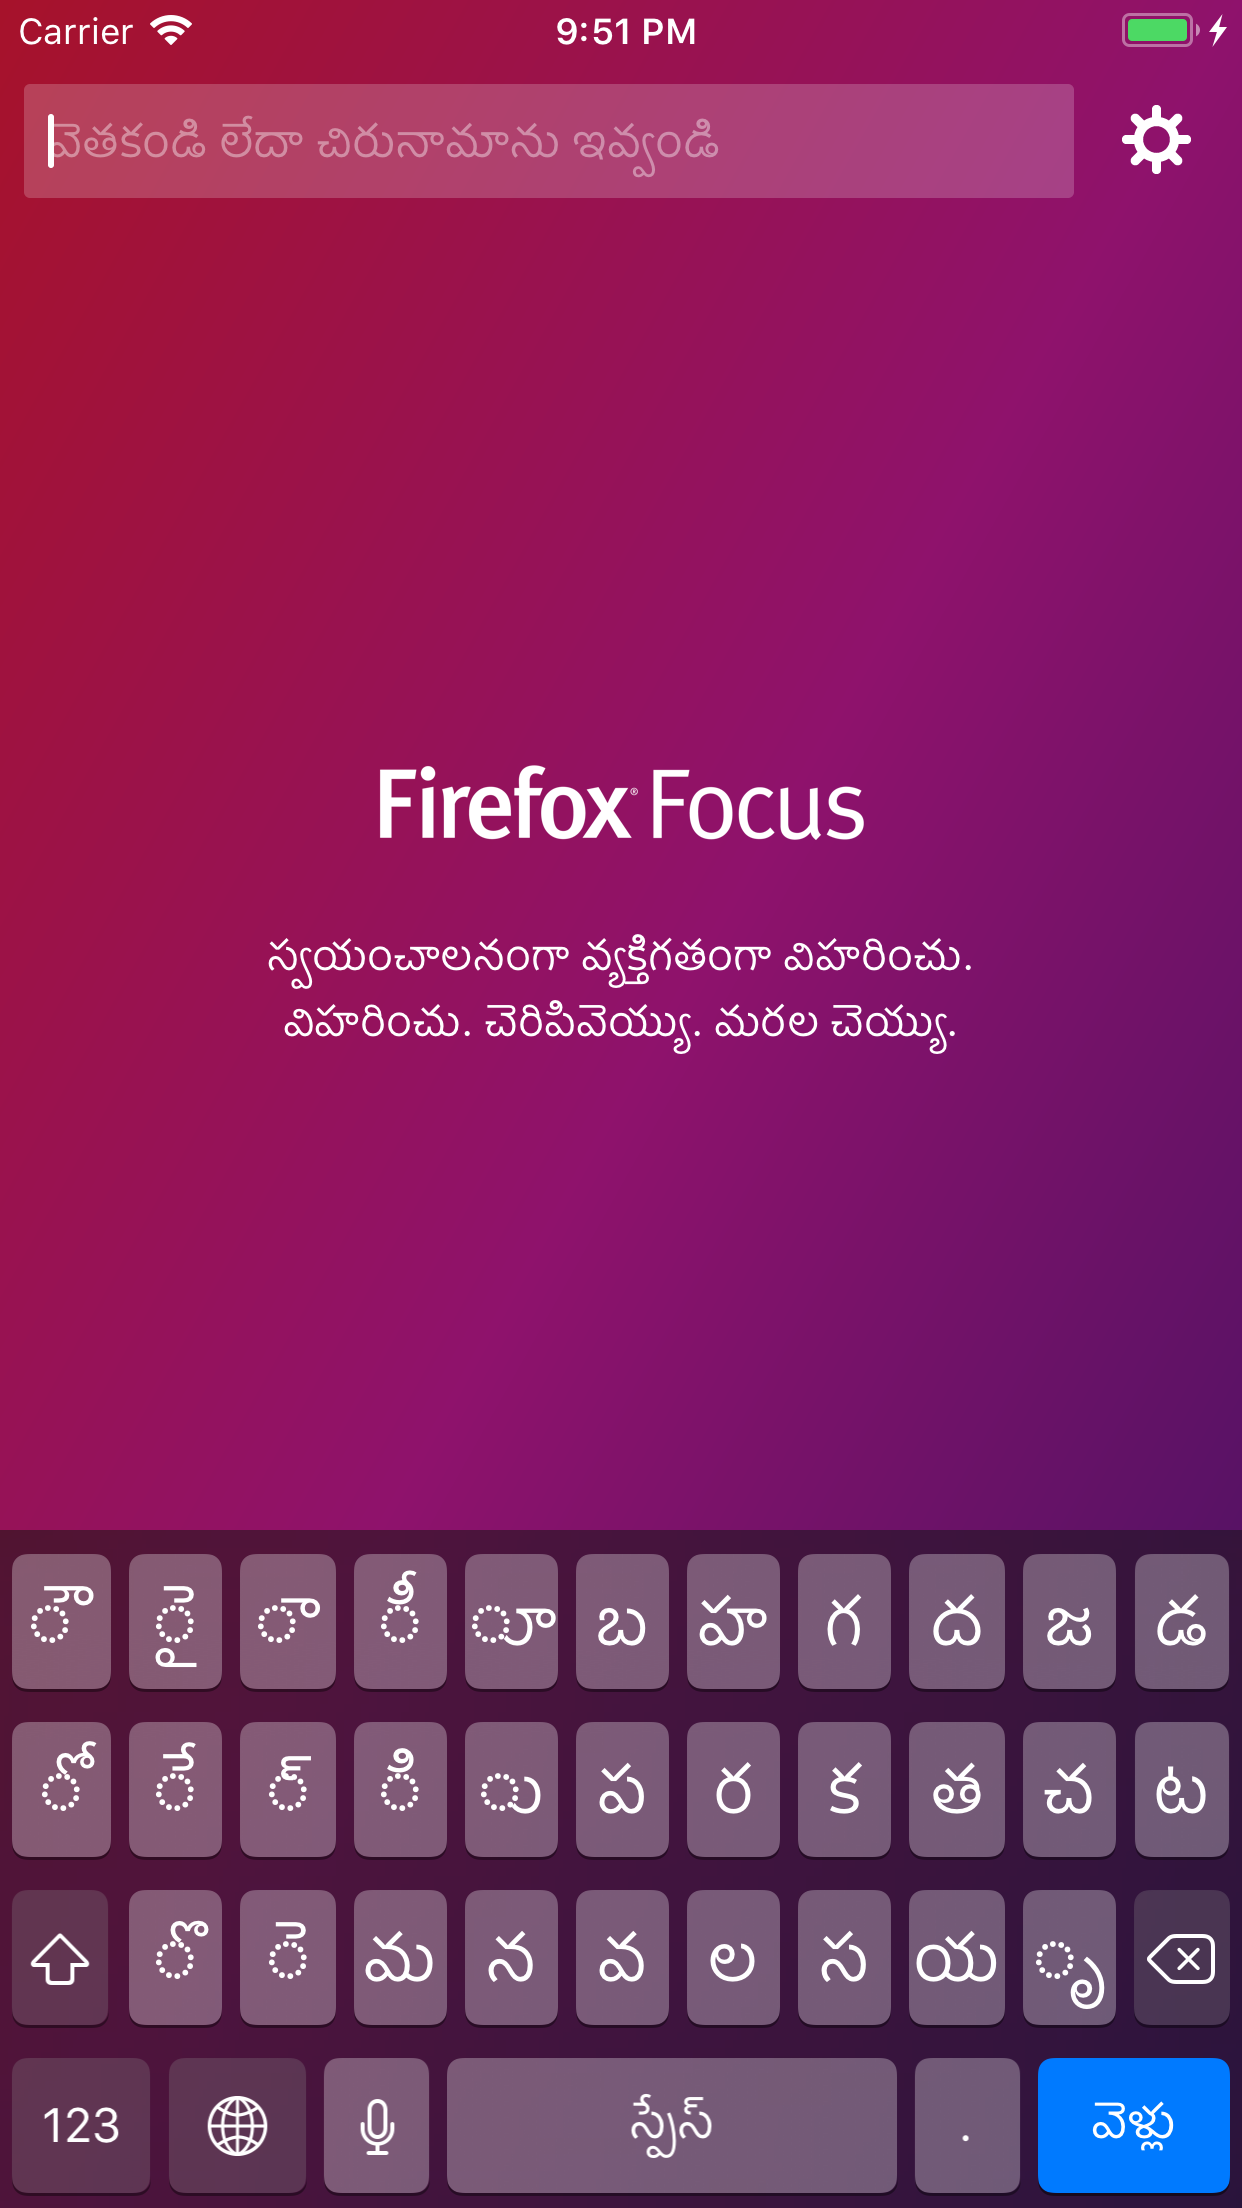 Carrier 9:51 PM
వెతకండి లేదా చిరునామాను ఇవ్వండి
Firefox® Focus
స్వయంచాలనంగా వ్యక్తిగతంగా విహరించు.
విహరించు. చెరిపివెయ్యు. మరల చెయ్యు.
ౌ ై ా ీ ూ బ హ గ ద జ డ
ో ే ్ ి ు ప ర క త చ ట
ొ ె మ న వ ల స య ృ
123 స్పేస్ . వెళ్లు